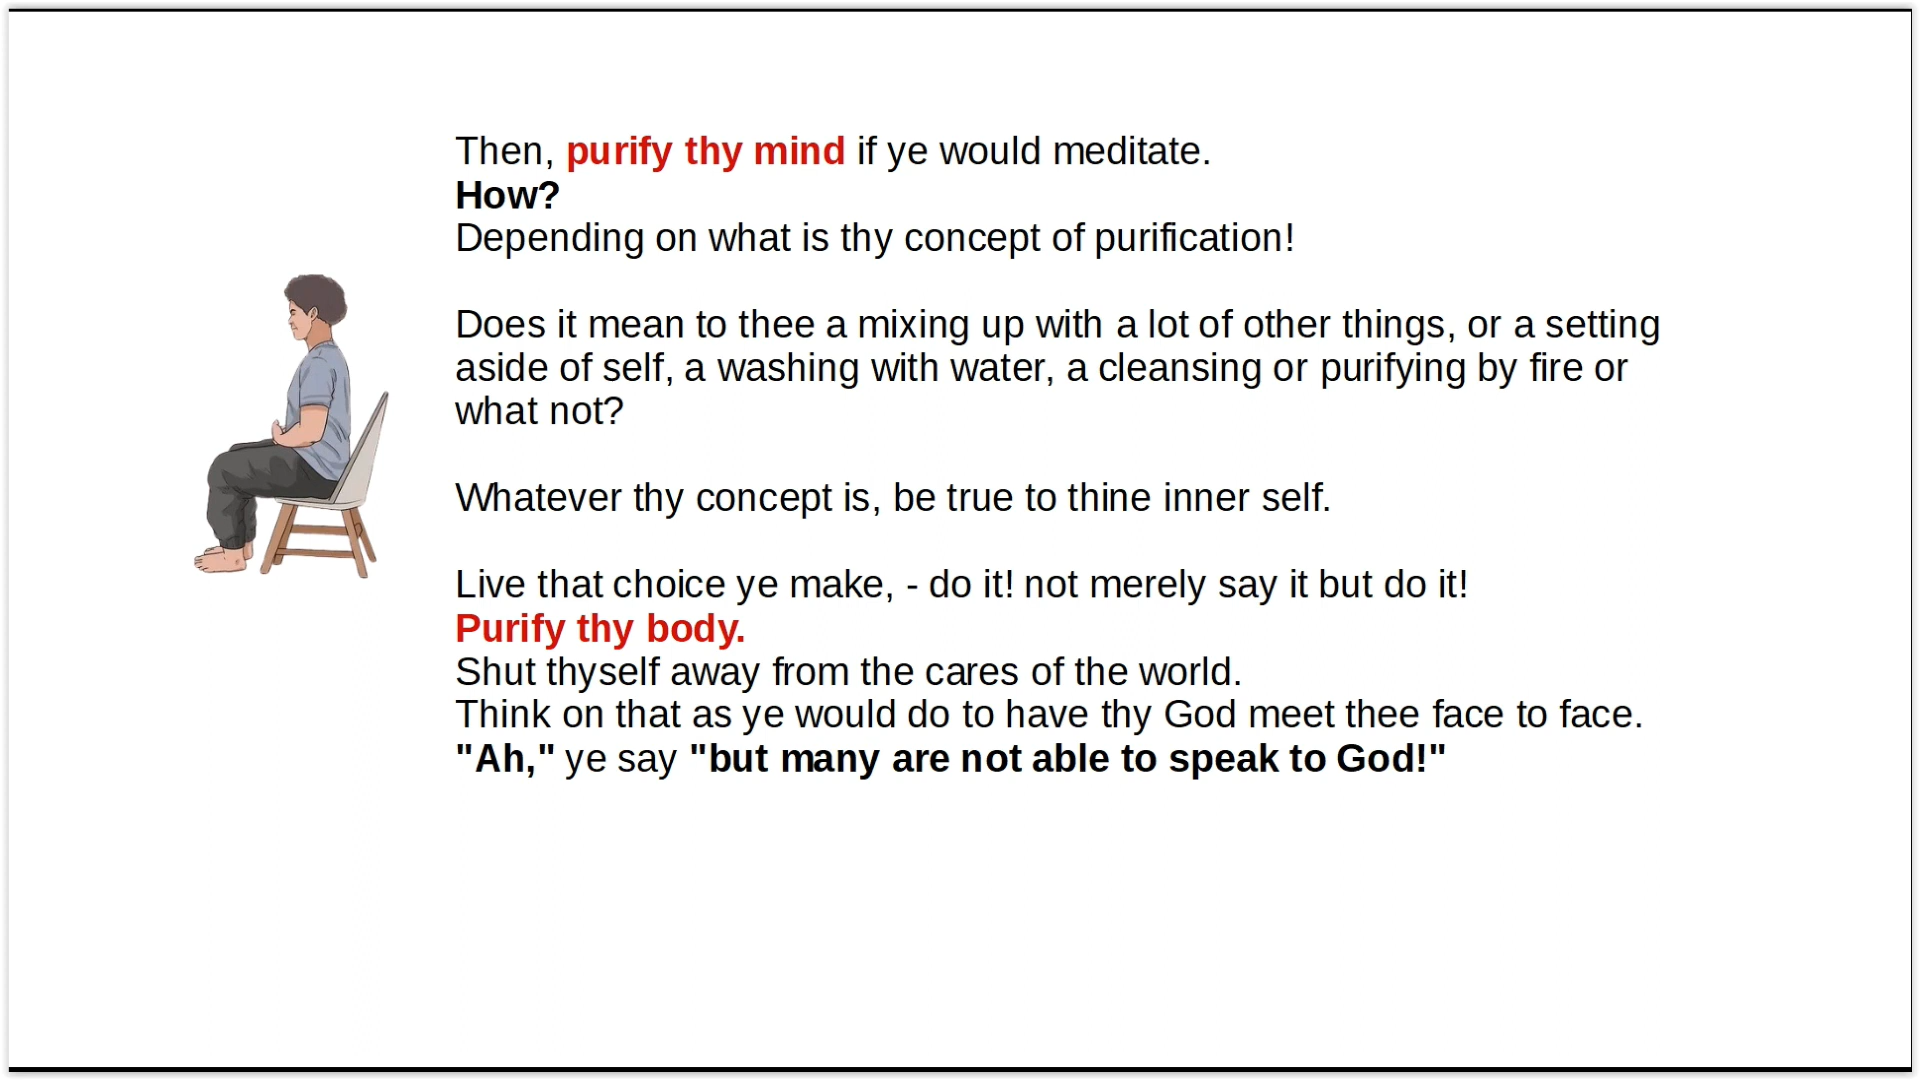 Then, purify thy mind if ye would meditate.
How?
Depending on what is thy concept of purification!
Does it mean to thee a mixing up with a lot of other things, or a setting
aside of self, a washing with water, a cleansing or purifying by fire or
what not?
Whatever thy concept is, be true to thine inner self.
Live that choice ye make, - do it! not merely say it but do it!
Purify thy body.
Shut thyself away from the cares of the world.
Think on that as ye would do to have thy God meet thee face to face.
"Ah," ye say "but many are not able to speak to God!"